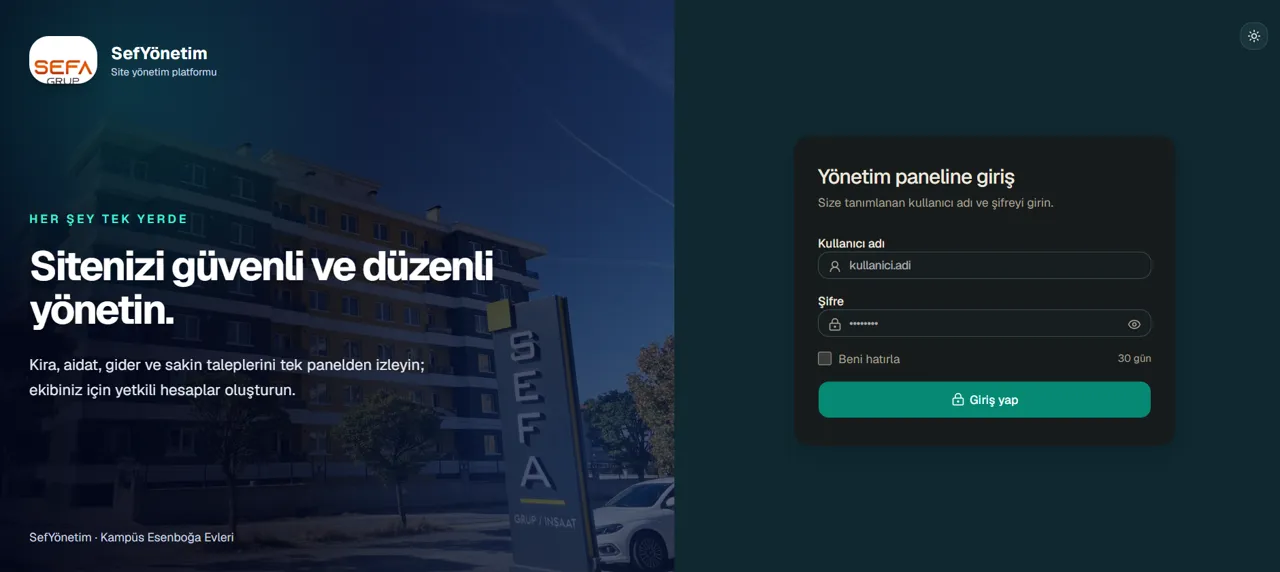 SEFA
GRUP
SefYönetim
Site yönetim platformu
HER ŞEY TEK YERDE
Sitenizi güvenli ve düzenli
yönetin.
Kira, aidat, gider ve sakin taleplerini tek panelden izleyin;
ekibiniz için yetkili hesaplar oluşturun.
SEFA
GRUP / İNŞAAT
SefYönetim · Kampüs Esenboğa Evleri
Yönetim paneline giriş
Size tanımlanan kullanıcı adı ve şifreyi girin.
Kullanıcı adı
kullanici.adi
Şifre
••••••••
Beni hatırla
30 gün
Giriş yap